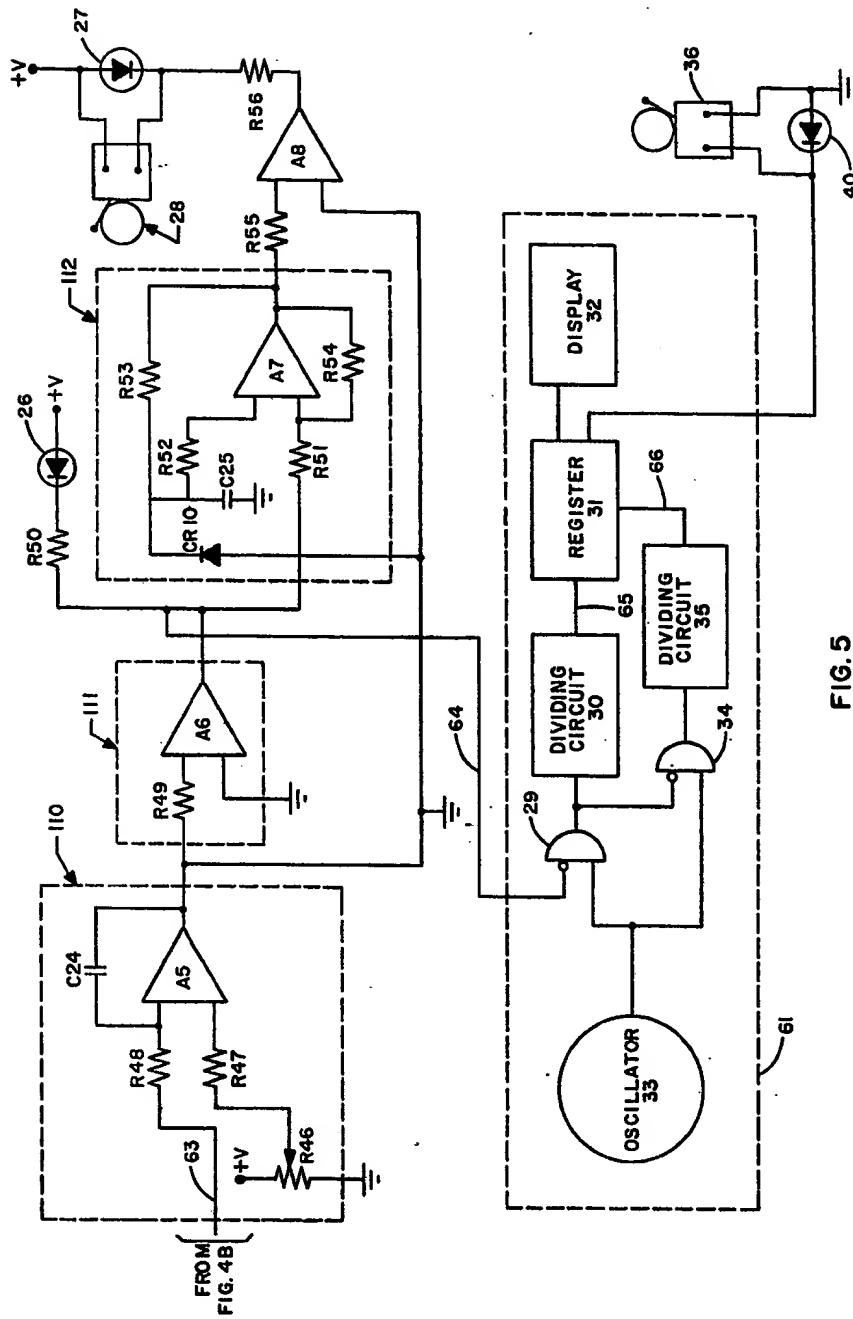 FROM
FIG. 4B
63
+V
R46
R47
R48
C24
A5
110
R49
A6
111
R50
26
+V
112
CR10
R52
C25
R51
R53
A7
R54
R55
A8
R56
+V
27
28
64
29
OSCILLATOR
33
61
34
DIVIDING
CIRCUIT
30
DIVIDING
CIRCUIT
35
65
66
REGISTER
31
DISPLAY
32
36
40
FIG. 5